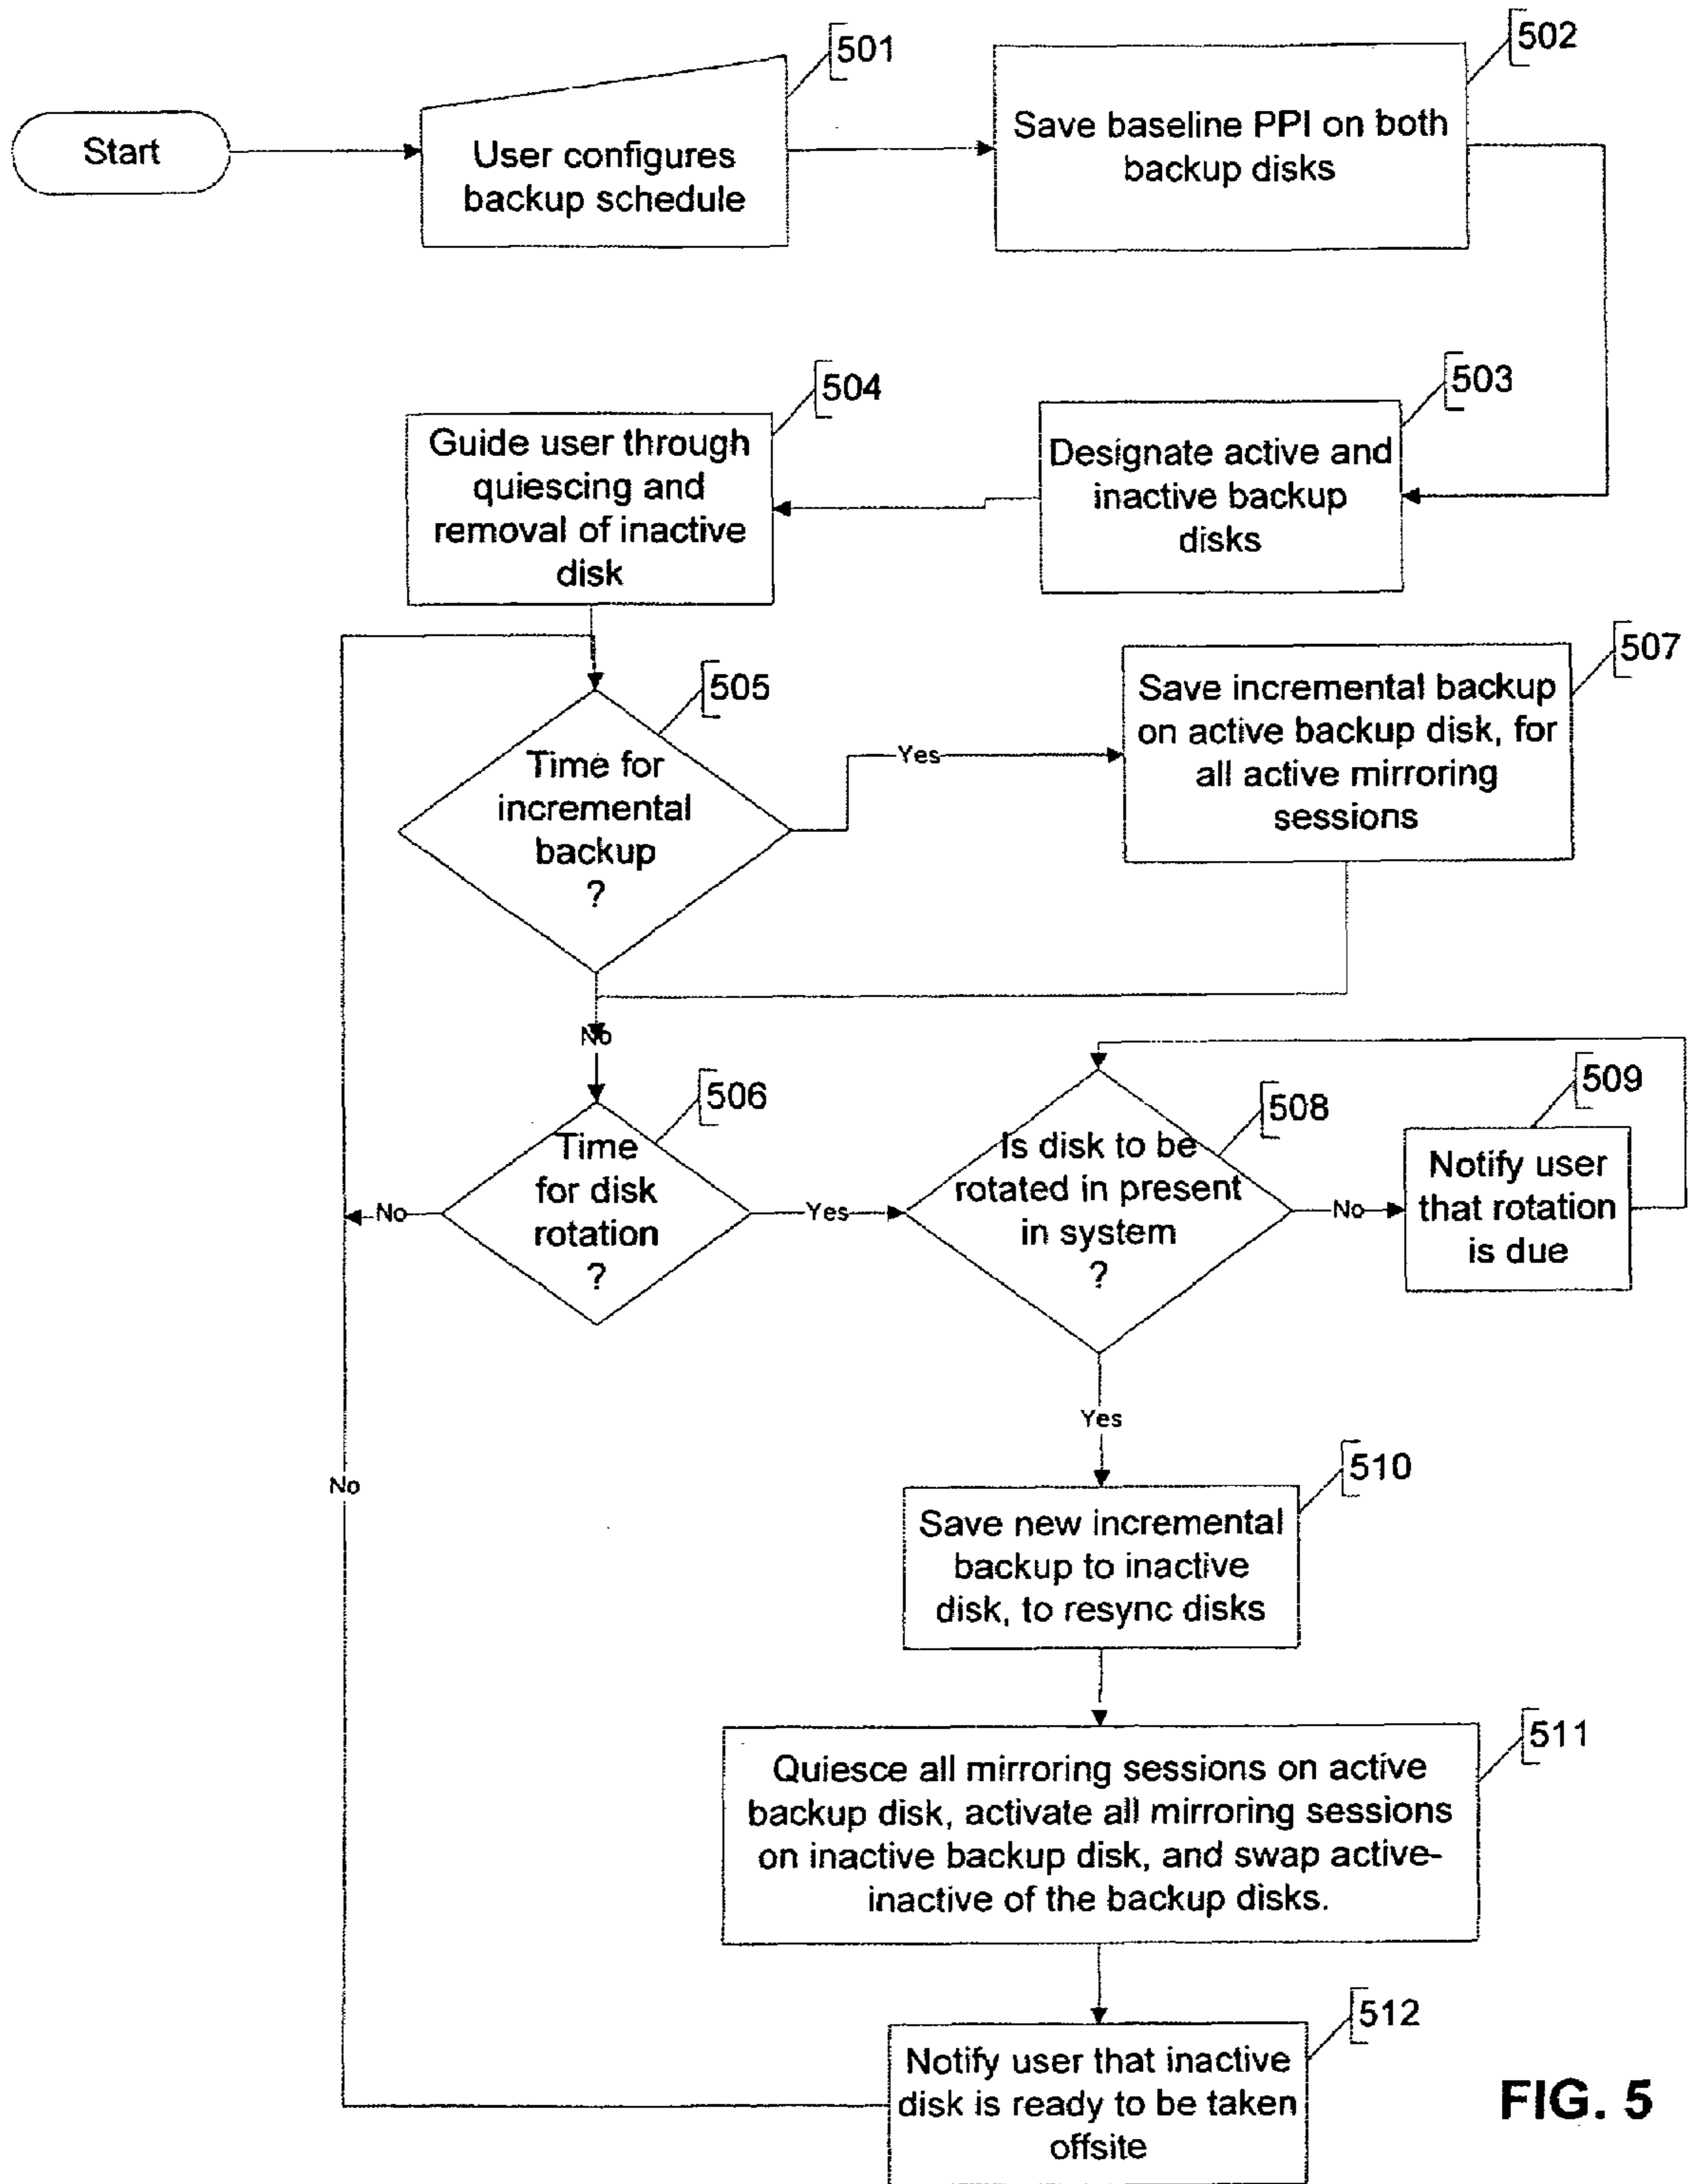 501
502
Start
User configures
backup schedule
Save baseline PPI on both
backup disks
504
503
Guide user through
quiescing and
removal of inactive
disk
Designate active and
inactive backup
disks
505
507
Time for
incremental
backup
?
Yes
Save incremental backup
on active backup disk, for
all active mirroring
sessions
No
506
508
509
Time
for disk
rotation
?
No
Yes
Is disk to be
rotated in present
in system
?
No
Notify user
that rotation
is due
Yes
No
510
Save new incremental
backup to inactive
disk, to resync disks
511
Quiesce all mirroring sessions on active
backup disk, activate all mirroring sessions
on inactive backup disk, and swap active-
inactive of the backup disks.
512
Notify user that inactive
disk is ready to be taken
offsite
FIG. 5